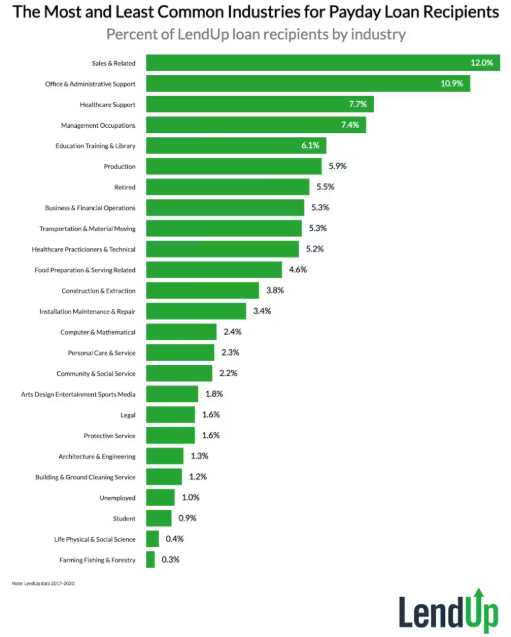 The Most and Least Common Industries for Payday Loan Recipients
Percent of LendUp loan recipients by industry
Sales & Related 12.0%
Office & Administrative Support 10.9%
Healthcare Support 7.7%
Management Occupations 7.4%
Education Training & Library 6.1%
Production 5.9%
Retired 5.5%
Business & Financial Operations 5.3%
Transportation & Material Moving 5.3%
Healthcare Practicioners & Technical 5.2%
Food Preparation & Serving Related 4.6%
Construction & Extraction 3.8%
Installation Maintenance & Repair 3.4%
Computer & Mathematical 2.4%
Personal Care & Service 2.3%
Community & Social Service 2.2%
Arts Design Entertainment Sports Media 1.8%
Legal 1.6%
Protective Service 1.6%
Architecture & Engineering 1.3%
Building & Ground Cleaning Service 1.2%
Unemployed 1.0%
Student 0.9%
Life Physical & Social Science 0.4%
Farming Fishing & Forestry 0.3%
Note: LendUp data 2017-2020.
LendUp